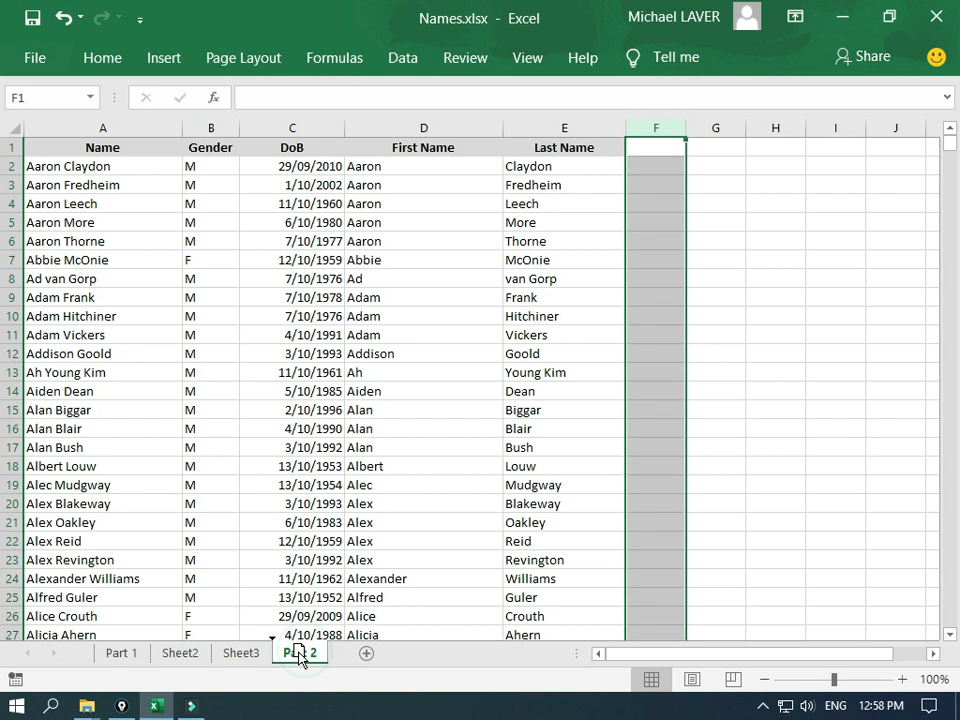 Names.xlsx - Excel
Michael LAVER
File Home Insert Page Layout Formulas Data Review View Help Tell me Share
F1 fx
A B C D E F G H I J
1 Name Gender DoB First Name Last Name
2 Aaron Claydon M 29/09/2010 Aaron Claydon
3 Aaron Fredheim M 1/10/2002 Aaron Fredheim
4 Aaron Leech M 11/10/1960 Aaron Leech
5 Aaron More M 6/10/1980 Aaron More
6 Aaron Thorne M 7/10/1977 Aaron Thorne
7 Abbie McOnie F 12/10/1959 Abbie McOnie
8 Ad van Gorp M 7/10/1976 Ad van Gorp
9 Adam Frank M 7/10/1978 Adam Frank
10 Adam Hitchiner M 7/10/1976 Adam Hitchiner
11 Adam Vickers M 4/10/1991 Adam Vickers
12 Addison Goold M 3/10/1993 Addison Goold
13 Ah Young Kim M 11/10/1961 Ah Young Kim
14 Aiden Dean M 5/10/1985 Aiden Dean
15 Alan Biggar M 2/10/1996 Alan Biggar
16 Alan Blair M 4/10/1990 Alan Blair
17 Alan Bush M 3/10/1992 Alan Bush
18 Albert Louw M 13/10/1953 Albert Louw
19 Alec Mudgway M 13/10/1954 Alec Mudgway
20 Alex Blakeway M 3/10/1993 Alex Blakeway
21 Alex Oakley M 6/10/1983 Alex Oakley
22 Alex Reid M 12/10/1959 Alex Reid
23 Alex Revington M 3/10/1992 Alex Revington
24 Alexander Williams M 11/10/1962 Alexander Williams
25 Alfred Guler M 13/10/1952 Alfred Guler
26 Alice Crouth F 29/09/2009 Alice Crouth
27 Alicia Ahern F 4/10/1988 Alicia Ahern
Part 1 Sheet2 Sheet3 2
100%
ENG 12:58 PM